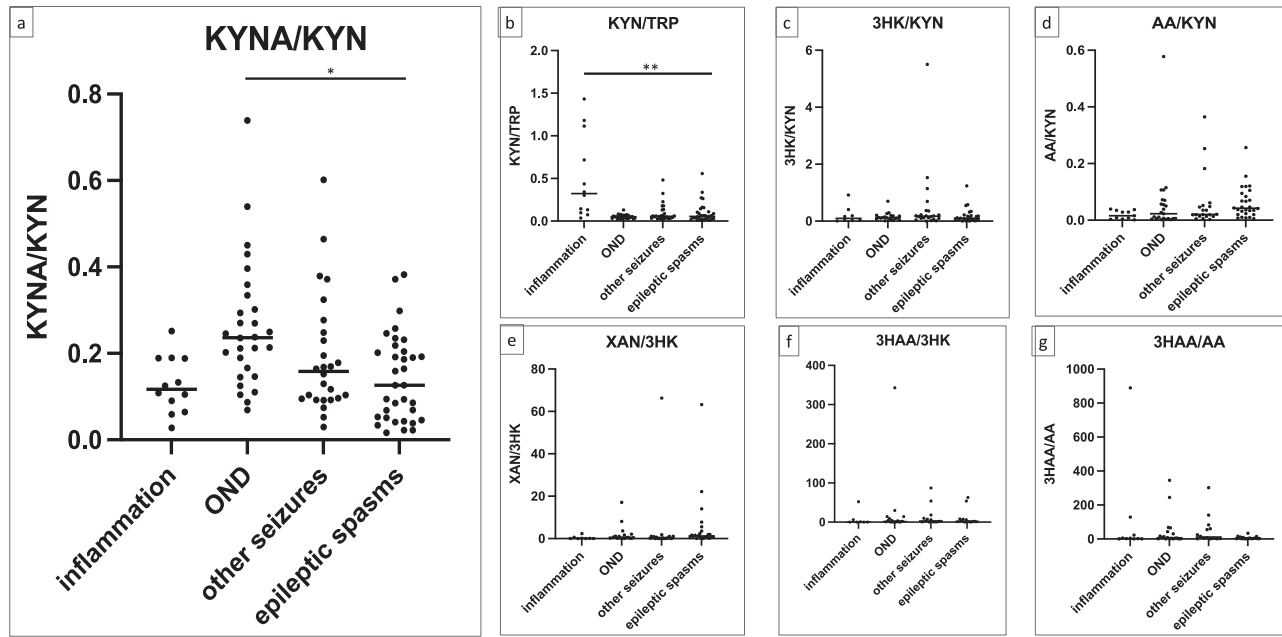 a
KYNA/KYN
*
KYNA/KYN
0.8
0.6
0.4
0.2
0.0
inflammation
OND
other seizures
epileptic spasms
b
KYN/TRP
**
KYN/TRP
2.0
1.5
1.0
0.5
0.0
inflammation
OND
other seizures
epileptic spasms
c
3HK/KYN
3HK/KYN
6
4
2
0
inflammation
OND
other seizures
epileptic spasms
d
AA/KYN
AA/KYN
0.6
0.4
0.2
0.0
inflammation
OND
other seizures
epileptic spasms
e
XAN/3HK
XAN/3HK
80
60
40
20
0
inflammation
OND
other seizures
epileptic spasms
f
3HAA/3HK
3HAA/3HK
400
300
200
100
0
inflammation
OND
other seizures
epileptic spasms
g
3HAA/AA
3HAA/AA
1000
800
600
400
200
0
inflammation
OND
other seizures
epileptic spasms